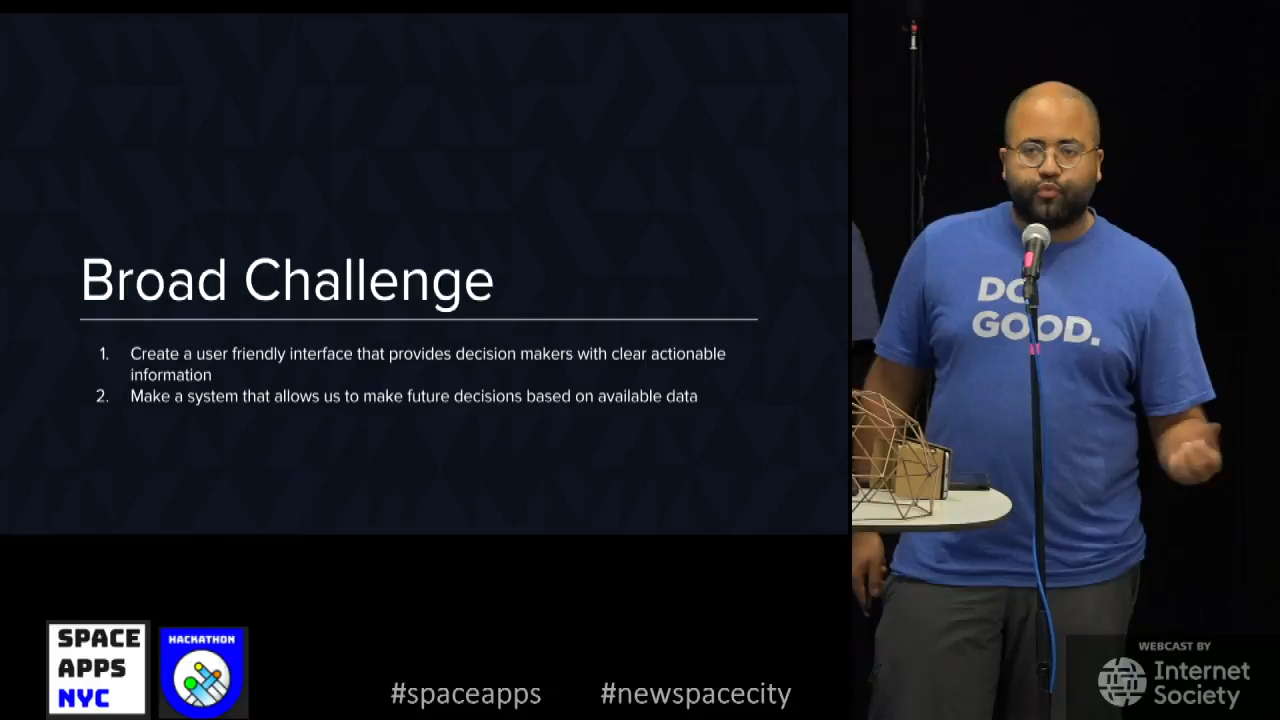 Broad Challenge
1. Create a user friendly interface that provides decision makers with clear actionable
information
2. Make a system that allows us to make future decisions based on available data
DO
GOOD.
SPACE
APPS
NYC
HACKATHON
#spaceapps #newspacecity
WEBCAST BY
Internet
Society